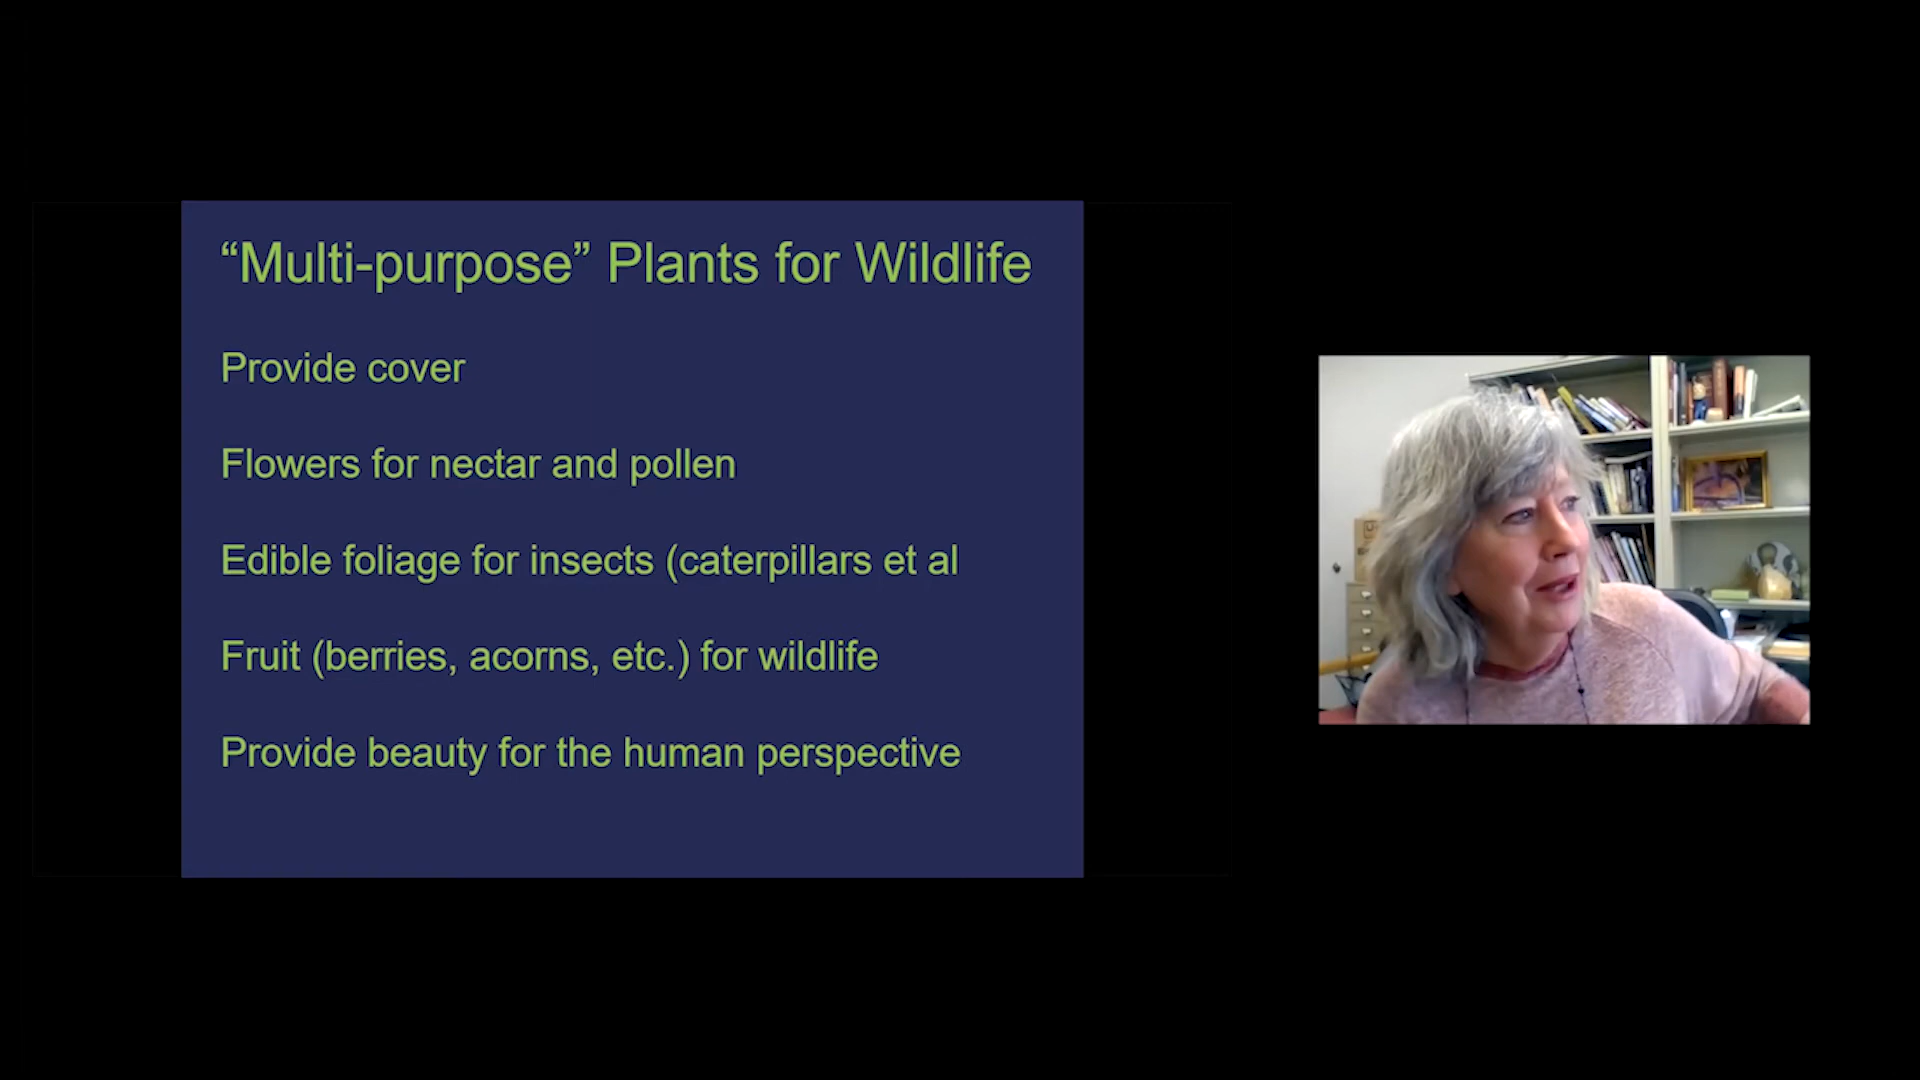 “Multi-purpose” Plants for Wildlife
Provide cover
Flowers for nectar and pollen
Edible foliage for insects (caterpillars et al
Fruit (berries, acorns, etc.) for wildlife
Provide beauty for the human perspective